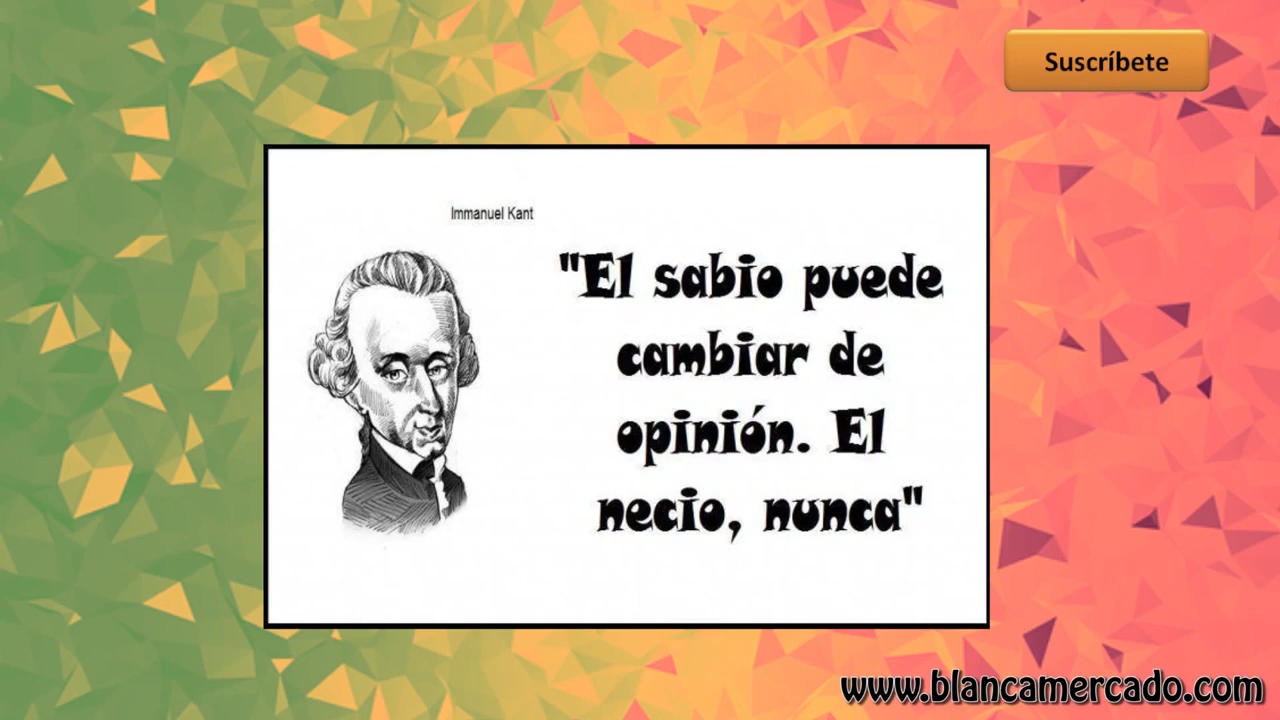 Suscríbete
Immanuel Kant
"El sabio puede
cambiar de
opinión. El
necio, nunca"
www.blancamercado.com